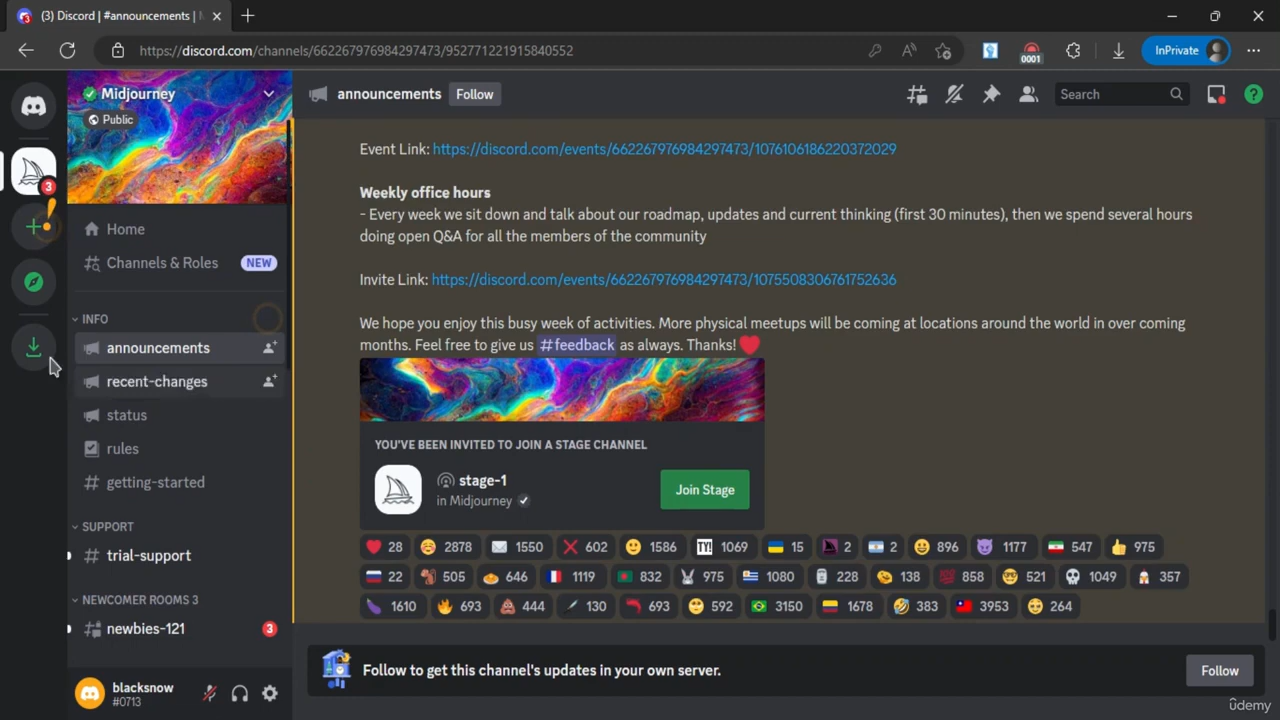 (3) Discord | #announcements |
https://discord.com/channels/662267976984297473/952771221915840552
0001
InPrivate
Midjourney
Public
3
Home
Channels & Roles NEW
INFO
announcements
recent-changes
status
rules
getting-started
SUPPORT
trial-support
NEWCOMER ROOMS 3
newbies-121 3
blacksnow
#0713
announcements Follow Search
Event Link: https://discord.com/events/662267976984297473/1076106186220372029
Weekly office hours
- Every week we sit down and talk about our roadmap, updates and current thinking (first 30 minutes), then we spend several hours
doing open Q&A for all the members of the community
Invite Link: https://discord.com/events/662267976984297473/1075508306761752636
We hope you enjoy this busy week of activities. More physical meetups will be coming at locations around the world in over coming
months. Feel free to give us #feedback as always. Thanks!
YOU'VE BEEN INVITED TO JOIN A STAGE CHANNEL
stage-1
in Midjourney
Join Stage
28 2878 1550 602 1586 TY! 1069 15 2 2 896 1177 547 975
22 505 646 1119 832 975 1080 228 138 858 521 1049 357
1610 693 444 130 693 592 3150 1678 383 3953 264
Follow to get this channel's updates in your own server.
Follow
ûdemy